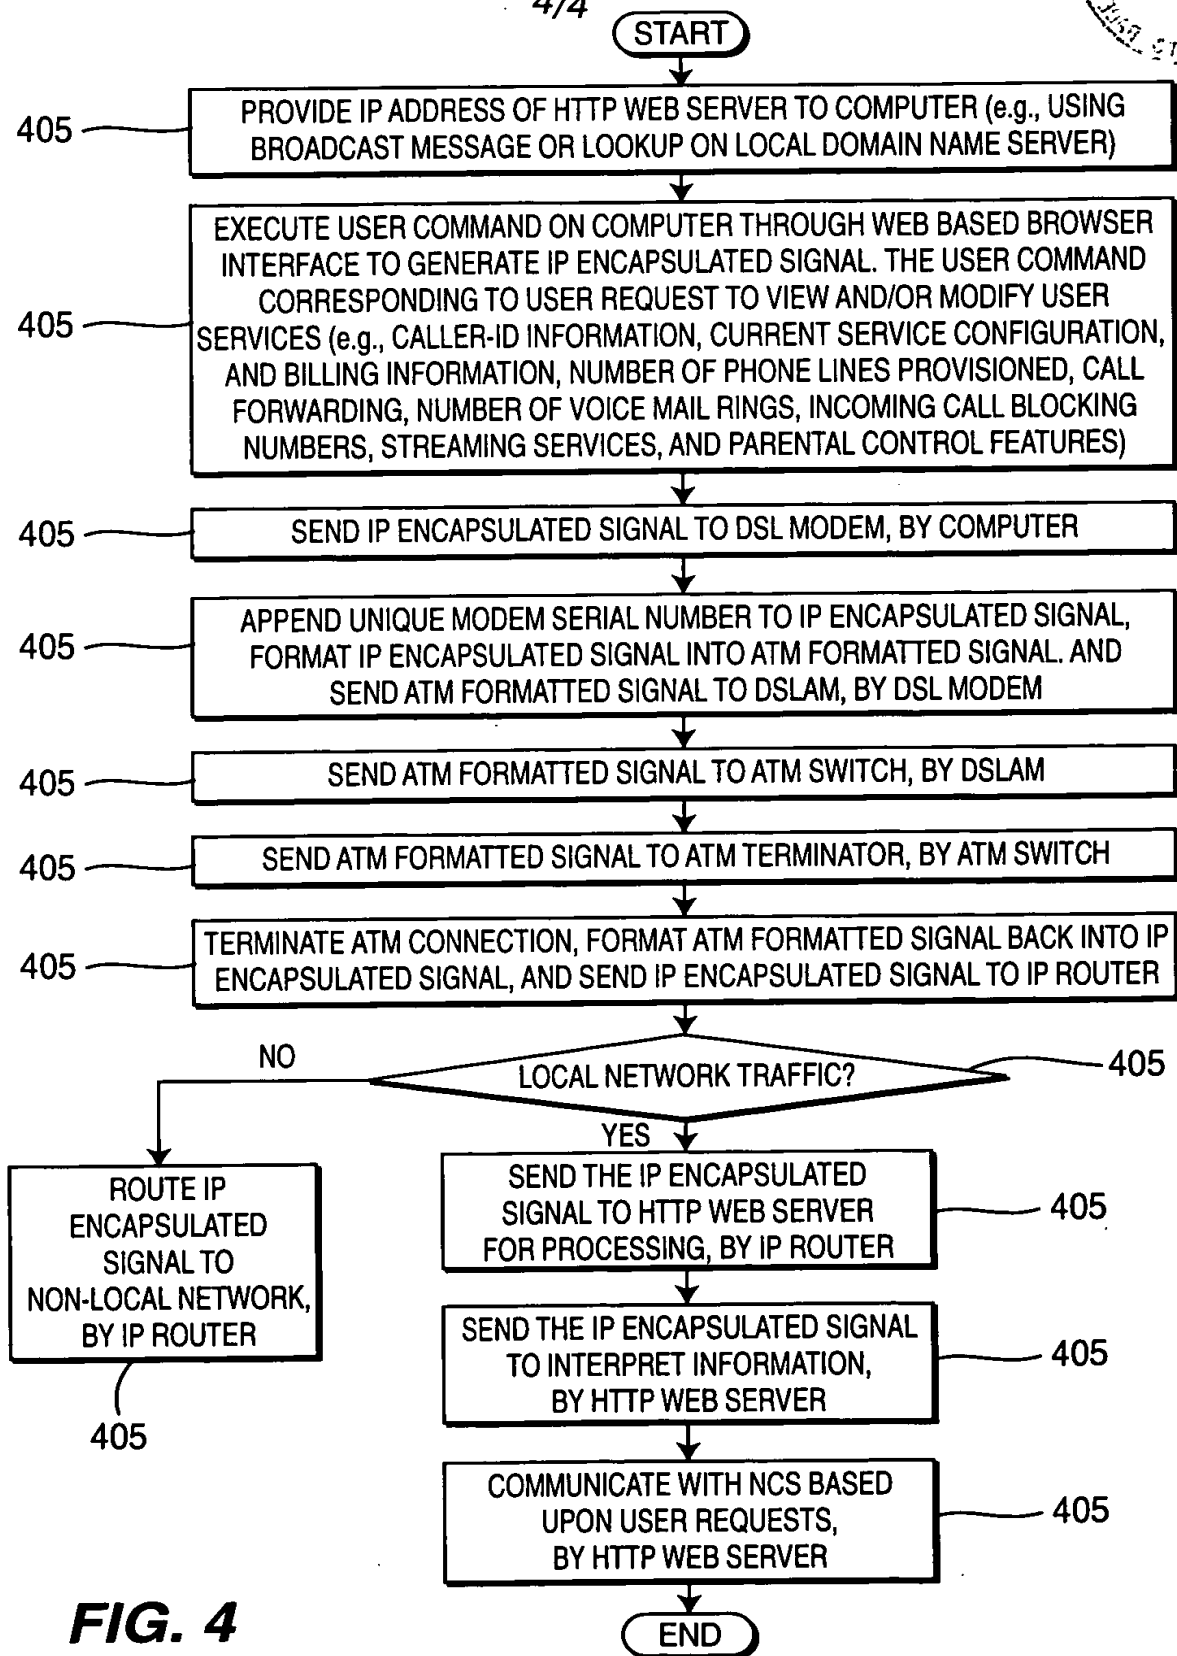 4/4
START
405
PROVIDE IP ADDRESS OF HTTP WEB SERVER TO COMPUTER (e.g., USING
BROADCAST MESSAGE OR LOOKUP ON LOCAL DOMAIN NAME SERVER)
405
EXECUTE USER COMMAND ON COMPUTER THROUGH WEB BASED BROWSER
INTERFACE TO GENERATE IP ENCAPSULATED SIGNAL. THE USER COMMAND
CORRESPONDING TO USER REQUEST TO VIEW AND/OR MODIFY USER
SERVICES (e.g., CALLER-ID INFORMATION, CURRENT SERVICE CONFIGURATION,
AND BILLING INFORMATION, NUMBER OF PHONE LINES PROVISIONED, CALL
FORWARDING, NUMBER OF VOICE MAIL RINGS, INCOMING CALL BLOCKING
NUMBERS, STREAMING SERVICES, AND PARENTAL CONTROL FEATURES)
405
SEND IP ENCAPSULATED SIGNAL TO DSL MODEM, BY COMPUTER
405
APPEND UNIQUE MODEM SERIAL NUMBER TO IP ENCAPSULATED SIGNAL,
FORMAT IP ENCAPSULATED SIGNAL INTO ATM FORMATTED SIGNAL. AND
SEND ATM FORMATTED SIGNAL TO DSLAM, BY DSL MODEM
405
SEND ATM FORMATTED SIGNAL TO ATM SWITCH, BY DSLAM
405
SEND ATM FORMATTED SIGNAL TO ATM TERMINATOR, BY ATM SWITCH
405
TERMINATE ATM CONNECTION, FORMAT ATM FORMATTED SIGNAL BACK INTO IP
ENCAPSULATED SIGNAL, AND SEND IP ENCAPSULATED SIGNAL TO IP ROUTER
NO
LOCAL NETWORK TRAFFIC?
405
YES
ROUTE IP
ENCAPSULATED
SIGNAL TO
NON-LOCAL NETWORK,
BY IP ROUTER
405
SEND THE IP ENCAPSULATED
SIGNAL TO HTTP WEB SERVER
FOR PROCESSING, BY IP ROUTER
405
SEND THE IP ENCAPSULATED SIGNAL
TO INTERPRET INFORMATION,
BY HTTP WEB SERVER
405
COMMUNICATE WITH NCS BASED
UPON USER REQUESTS,
BY HTTP WEB SERVER
405
END
FIG. 4